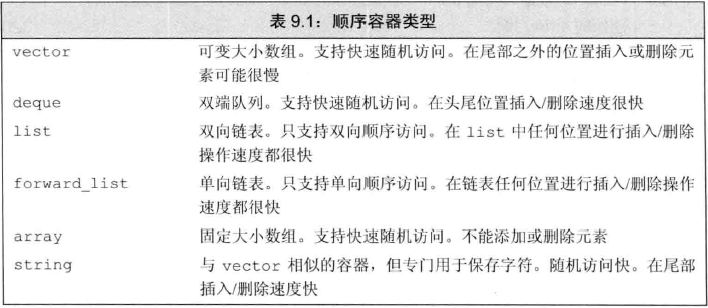 表 9.1：顺序容器类型
vector 可变大小数组。支持快速随机访问。在尾部之外的位置插入或删除元
素可能很慢
deque 双端队列。支持快速随机访问。在头尾位置插入/删除速度很快
list 双向链表。只支持双向顺序访问。在 list 中任何位置进行插入/删除
操作速度都很快
forward_list 单向链表。只支持单向顺序访问。在链表任何位置进行插入/删除操作
速度都很快
array 固定大小数组。支持快速随机访问。不能添加或删除元素
string 与 vector 相似的容器，但专门用于保存字符。随机访问快。在尾部
插入/删除速度快